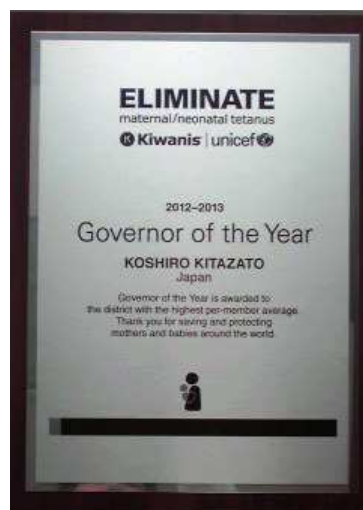 ELIMINATE
maternal/neonatal tetanus
Kiwanis | unicef
2012–2013
Governor of the Year
KOSHIRO KITAZATO
Japan
Governor of the Year is awarded to
the district with the highest per-member average.
Thank you for saving and protecting
mothers and babies around the world.